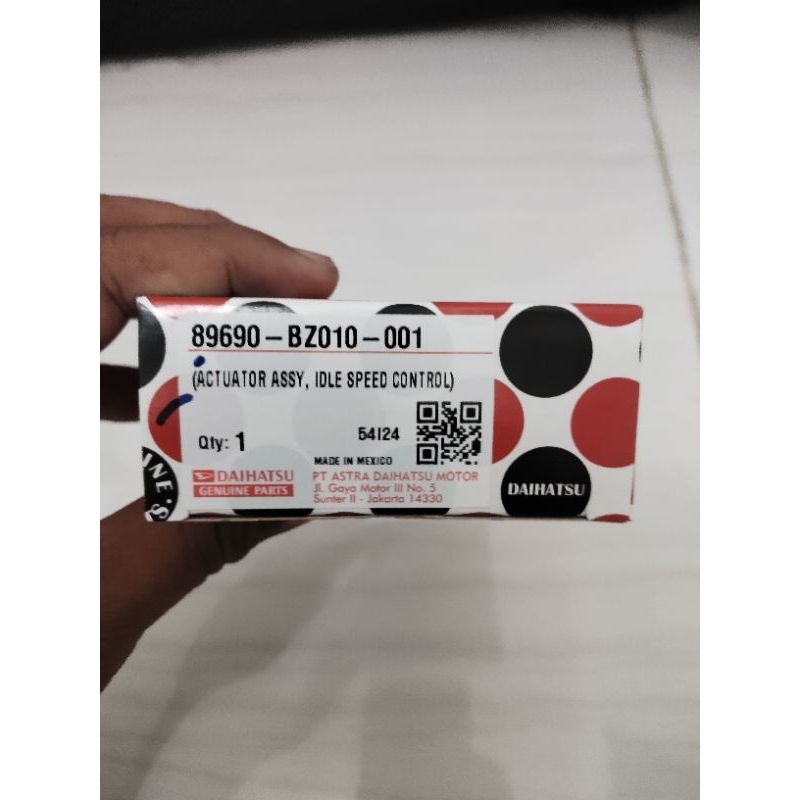 89690-BZ010-001
(ACTUATOR ASSY, IDLE SPEED CONTROL)
Qty: 1
54I24
MADE IN MEXICO
DAIHATSU
GENUINE PARTS
PT ASTRA DAIHATSU MOTOR
Jl. Gaya Motor III No. 5
Sunter II - Jakarta 14330
DAIHATSU